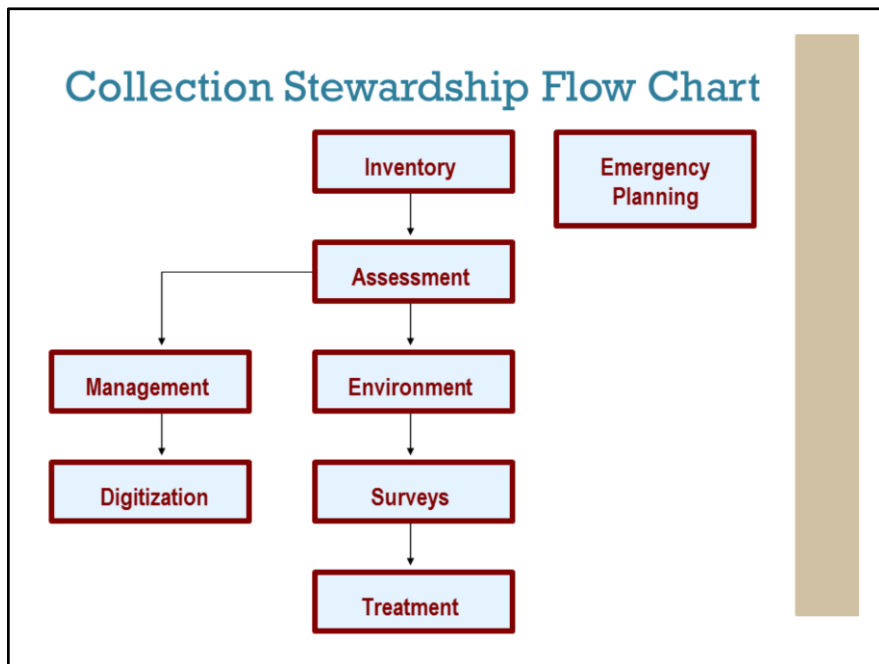 Collection Stewardship Flow Chart
Inventory
Emergency
Planning
Assessment
Management
Environment
Digitization
Surveys
Treatment